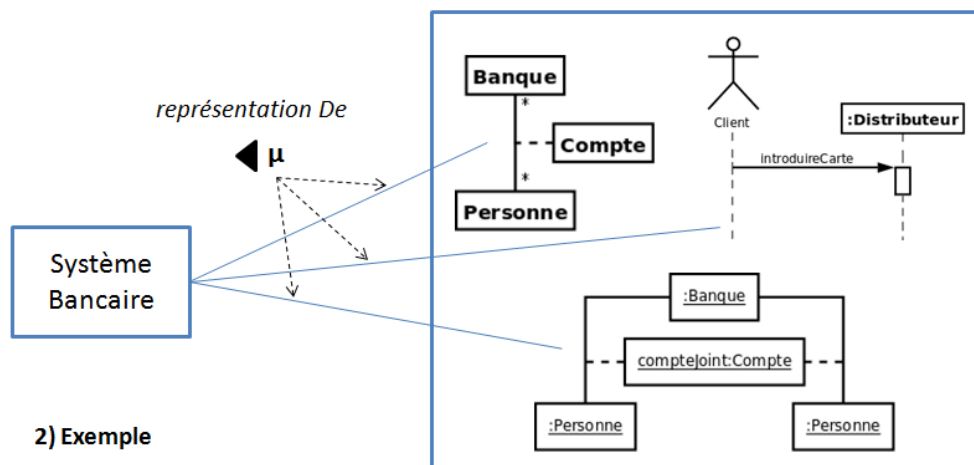 représentation De
μ
Système
Bancaire
2) Exemple
Banque
*
Compte
*
Personne
Client
:Distributeur
introduireCarte
:Banque
compteJoint:Compte
:Personne
:Personne